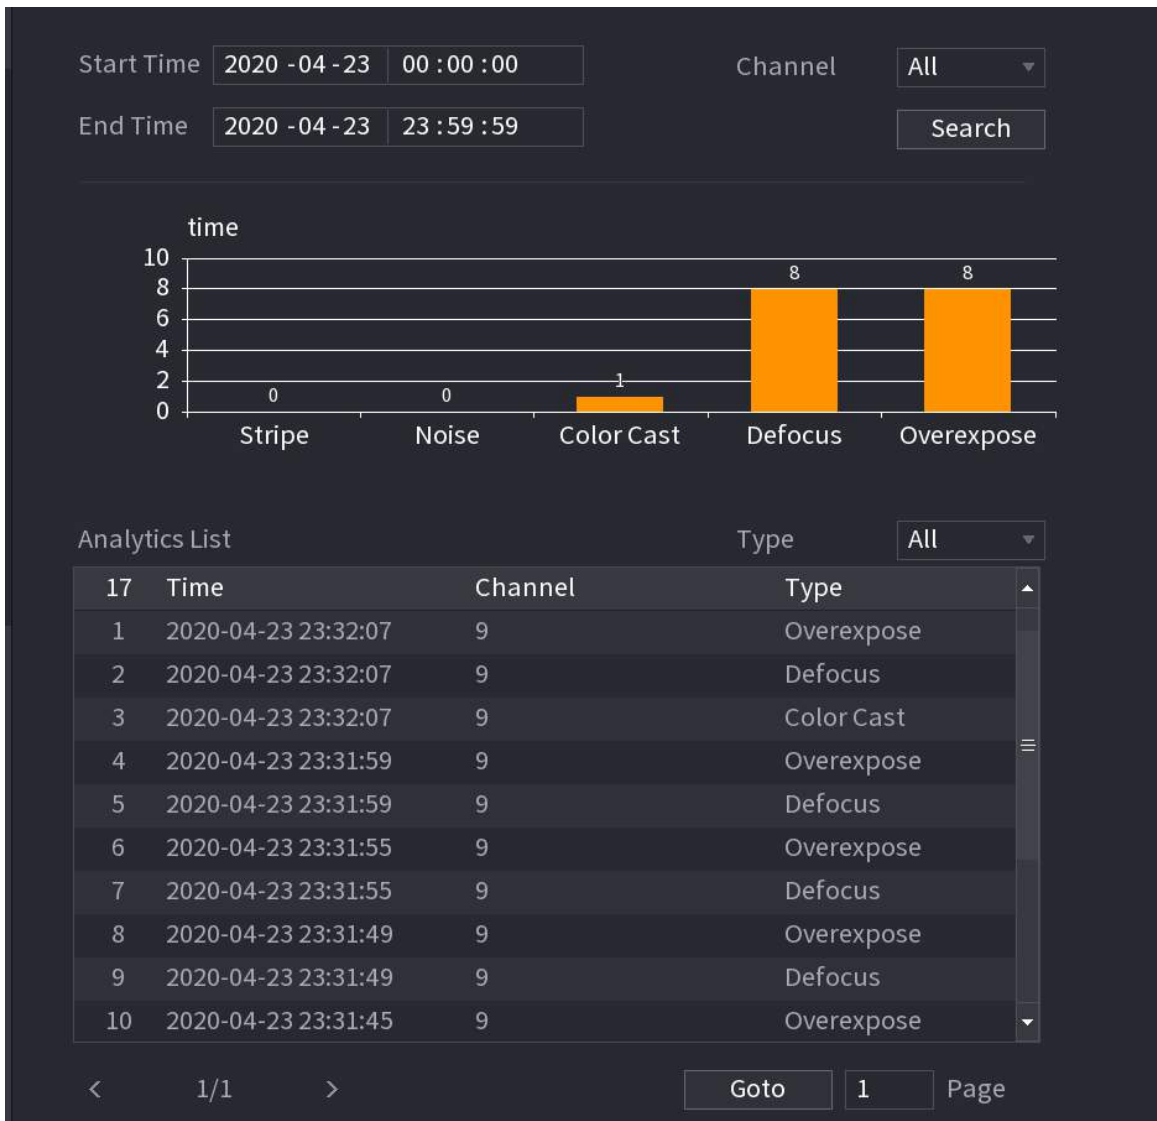 Start Time 2020 -04 -23 00 : 00 : 00 Channel All
End Time 2020 -04 -23 23 : 59 : 59 Search
time
10
8
6
4
2
0
0 0 1 8 8
Stripe Noise Color Cast Defocus Overexpose
Analytics List Type All
17 Time Channel Type
1 2020-04-23 23:32:07 9 Overexpose
2 2020-04-23 23:32:07 9 Defocus
3 2020-04-23 23:32:07 9 Color Cast
4 2020-04-23 23:31:59 9 Overexpose
5 2020-04-23 23:31:59 9 Defocus
6 2020-04-23 23:31:55 9 Overexpose
7 2020-04-23 23:31:55 9 Defocus
8 2020-04-23 23:31:49 9 Overexpose
9 2020-04-23 23:31:49 9 Defocus
10 2020-04-23 23:31:45 9 Overexpose
< 1/1 > Goto 1 Page